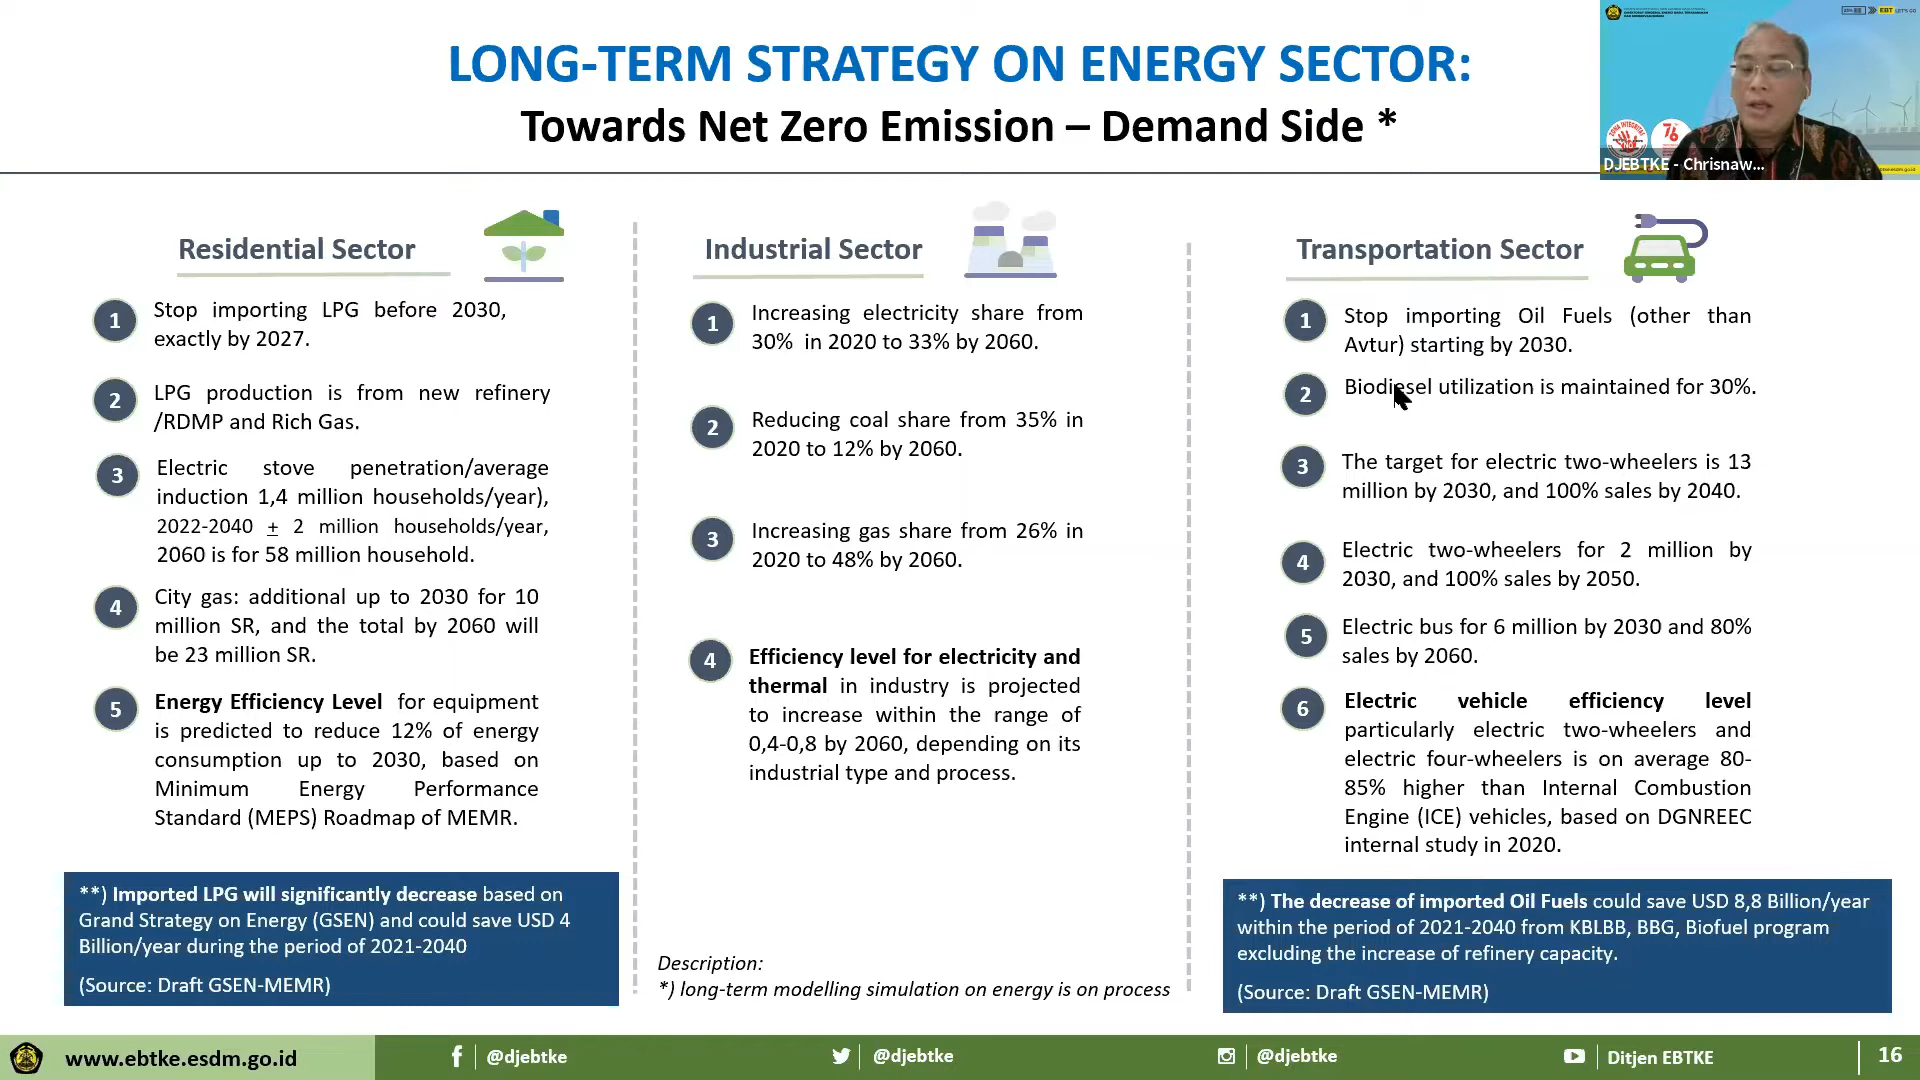 LONG-TERM STRATEGY ON ENERGY SECTOR:
Towards Net Zero Emission – Demand Side *
DJEBTKE - Chrisnaw...
Residential Sector
1
Stop importing LPG before 2030,
exactly by 2027.
2
LPG production is from new refinery
/RDMP and Rich Gas.
3
Electric stove penetration/average
induction 1,4 million households/year),
2022-2040 ± 2 million households/year,
2060 is for 58 million household.
4
City gas: additional up to 2030 for 10
million SR, and the total by 2060 will
be 23 million SR.
5
Energy Efficiency Level for equipment
is predicted to reduce 12% of energy
consumption up to 2030, based on
Minimum Energy Performance
Standard (MEPS) Roadmap of MEMR.
**) Imported LPG will significantly decrease based on
Grand Strategy on Energy (GSEN) and could save USD 4
Billion/year during the period of 2021-2040
(Source: Draft GSEN-MEMR)
Industrial Sector
1
Increasing electricity share from
30% in 2020 to 33% by 2060.
2
Reducing coal share from 35% in
2020 to 12% by 2060.
3
Increasing gas share from 26% in
2020 to 48% by 2060.
4
Efficiency level for electricity and
thermal in industry is projected
to increase within the range of
0,4-0,8 by 2060, depending on its
industrial type and process.
Description:
*) long-term modelling simulation on energy is on process
Transportation Sector
1
Stop importing Oil Fuels (other than
Avtur) starting by 2030.
2
Biodiesel utilization is maintained for 30%.
3
The target for electric two-wheelers is 13
million by 2030, and 100% sales by 2040.
4
Electric two-wheelers for 2 million by
2030, and 100% sales by 2050.
5
Electric bus for 6 million by 2030 and 80%
sales by 2060.
6
Electric vehicle efficiency level
particularly electric two-wheelers and
electric four-wheelers is on average 80-
85% higher than Internal Combustion
Engine (ICE) vehicles, based on DGNREEC
internal study in 2020.
**) The decrease of imported Oil Fuels could save USD 8,8 Billion/year
within the period of 2021-2040 from KBLBB, BBG, Biofuel program
excluding the increase of refinery capacity.
(Source: Draft GSEN-MEMR)
www.ebtke.esdm.go.id
@djebtke
@djebtke
@djebtke
Ditjen EBTKE
16